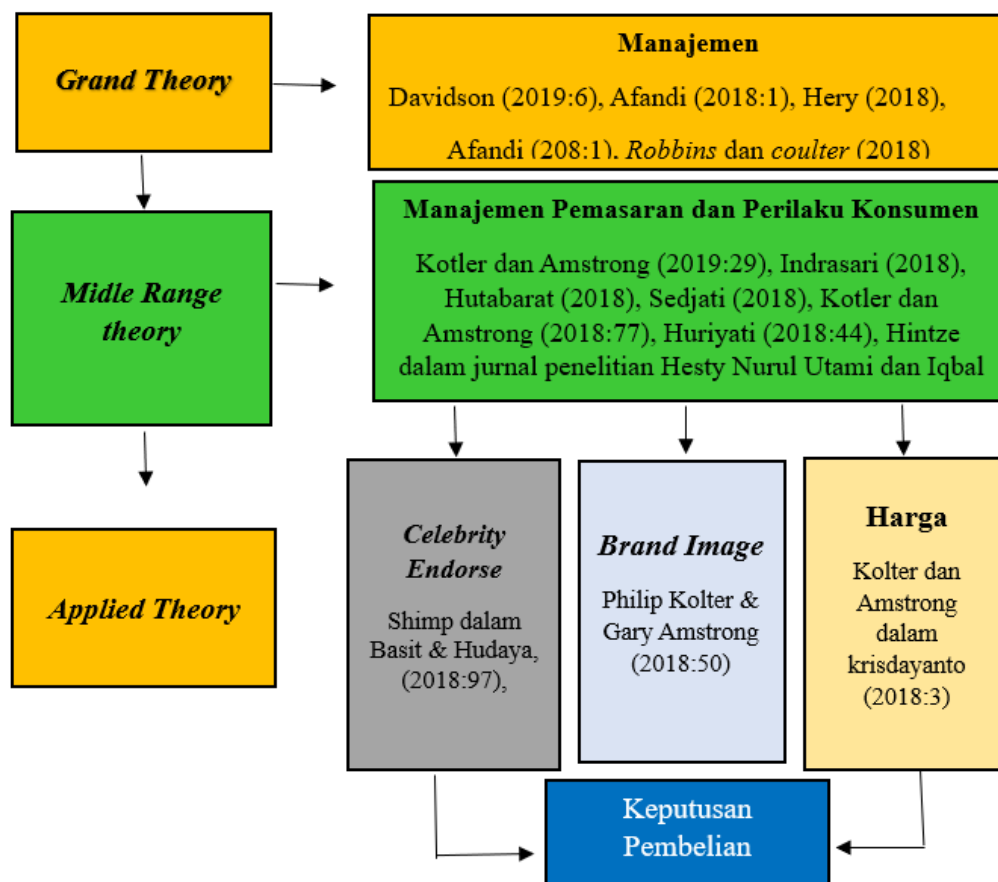 Grand Theory
Manajemen
Davidson (2019:6), Afandi (2018:1), Hery (2018),
Afandi (208:1). Robbins dan coulter (2018)
Midle Range
theory
Manajemen Pemasaran dan Perilaku Konsumen
Kotler dan Amstrong (2019:29), Indrasari (2018),
Hutabarat (2018), Sedjati (2018), Kotler dan
Amstrong (2018:77), Huriyati (2018:44), Hintze
dalam jurnal penelitian Hesty Nurul Utami dan Iqbal
Applied Theory
Celebrity
Endorse
Shimp dalam
Basit & Hudaya,
(2018:97),
Brand Image
Philip Kolter &
Gary Amstrong
(2018:50)
Harga
Kolter dan
Amstrong
dalam
krisdayanto
(2018:3)
Keputusan
Pembelian